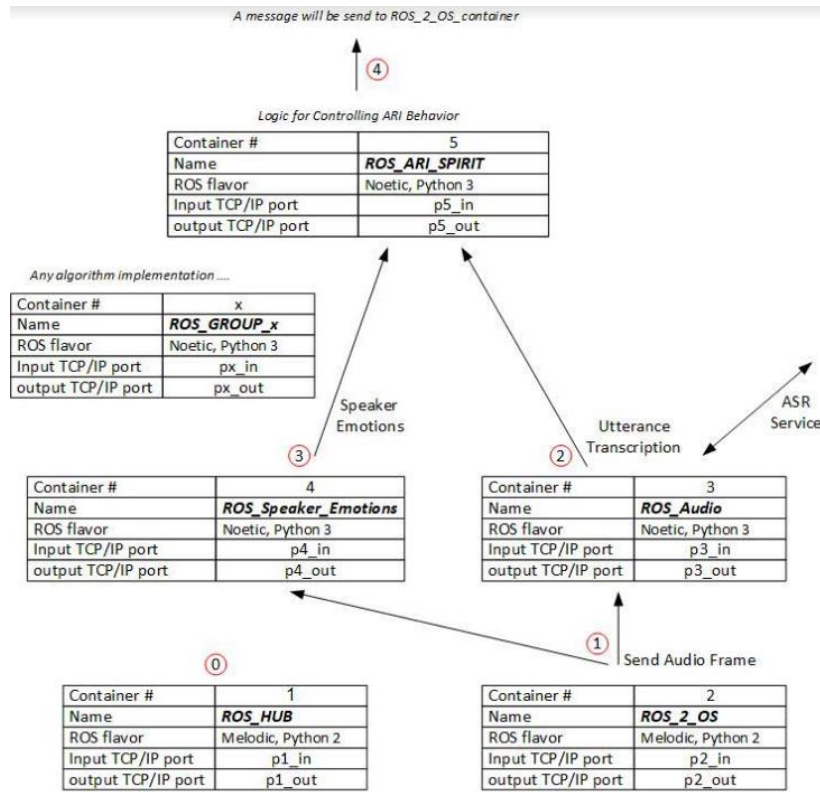 A message will be send to ROS_2_OS_container
4
Logic for Controlling ARI Behavior
Container # 5
Name ROS_ARI_SPIRIT
ROS flavor Noetic, Python 3
Input TCP/IP port p5_in
output TCP/IP port p5_out
Any algorithm implementation ....
Container # x
Name ROS_GROUP_x
ROS flavor Noetic, Python 3
Input TCP/IP port px_in
output TCP/IP port px_out
Speaker
Emotions
3
ASR
Service
Utterance
Transcription
2
Container # 4
Name ROS_Speaker_Emotions
ROS flavor Noetic, Python 3
Input TCP/IP port p4_in
output TCP/IP port p4_out
Container # 3
Name ROS_Audio
ROS flavor Noetic, Python 3
Input TCP/IP port p3_in
output TCP/IP port p3_out
1
Send Audio Frame
0
Container # 1
Name ROS_HUB
ROS flavor Melodic, Python 2
Input TCP/IP port p1_in
output TCP/IP port p1_out
Container # 2
Name ROS_2_OS
ROS flavor Melodic, Python 2
Input TCP/IP port p2_in
output TCP/IP port p2_out